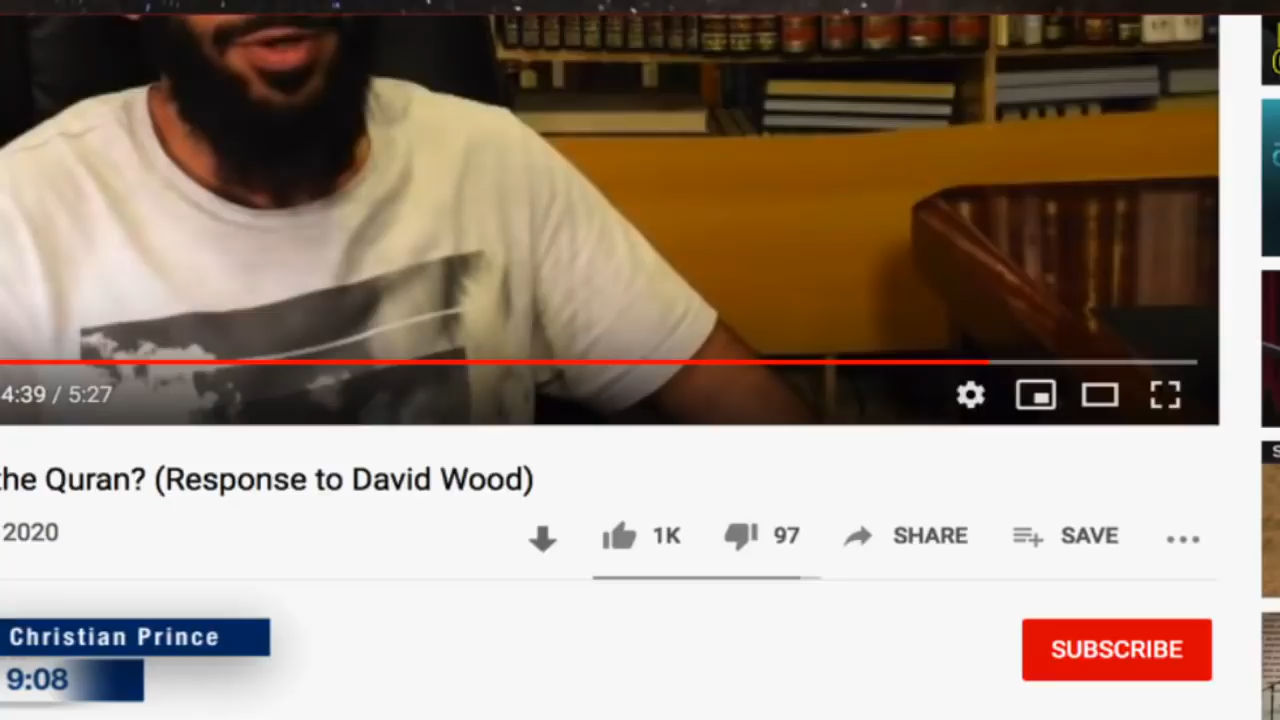 4:39 / 5:27
the Quran? (Response to David Wood)
2020
1K 97 SHARE SAVE
Christian Prince
SUBSCRIBE
9:08